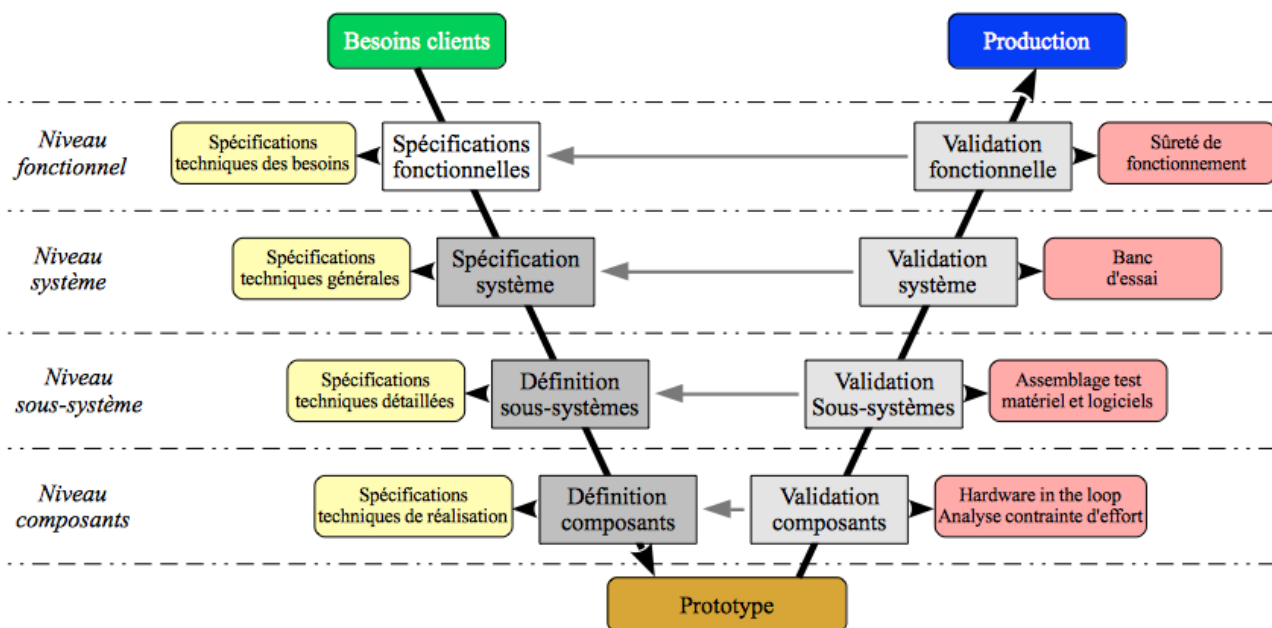 Besoins clients
Production
Niveau
fonctionnel
Spécifications
techniques des besoins
Spécifications
fonctionnelles
Validation
fonctionnelle
Sûreté de
fonctionnement
Niveau
système
Spécifications
techniques générales
Spécification
système
Validation
système
Banc
d'essai
Niveau
sous-système
Spécifications
techniques détaillées
Définition
sous-systèmes
Validation
Sous-systèmes
Assemblage test
matériel et logiciels
Niveau
composants
Spécifications
techniques de réalisation
Définition
composants
Validation
composants
Hardware in the loop
Analyse contrainte d'effort
Prototype